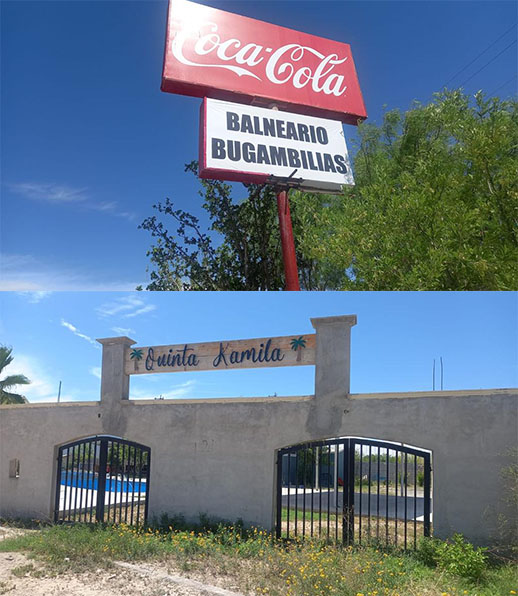 Coca-Cola
BALNEARIO
BUGAMBILIAS
Quinta Kamila